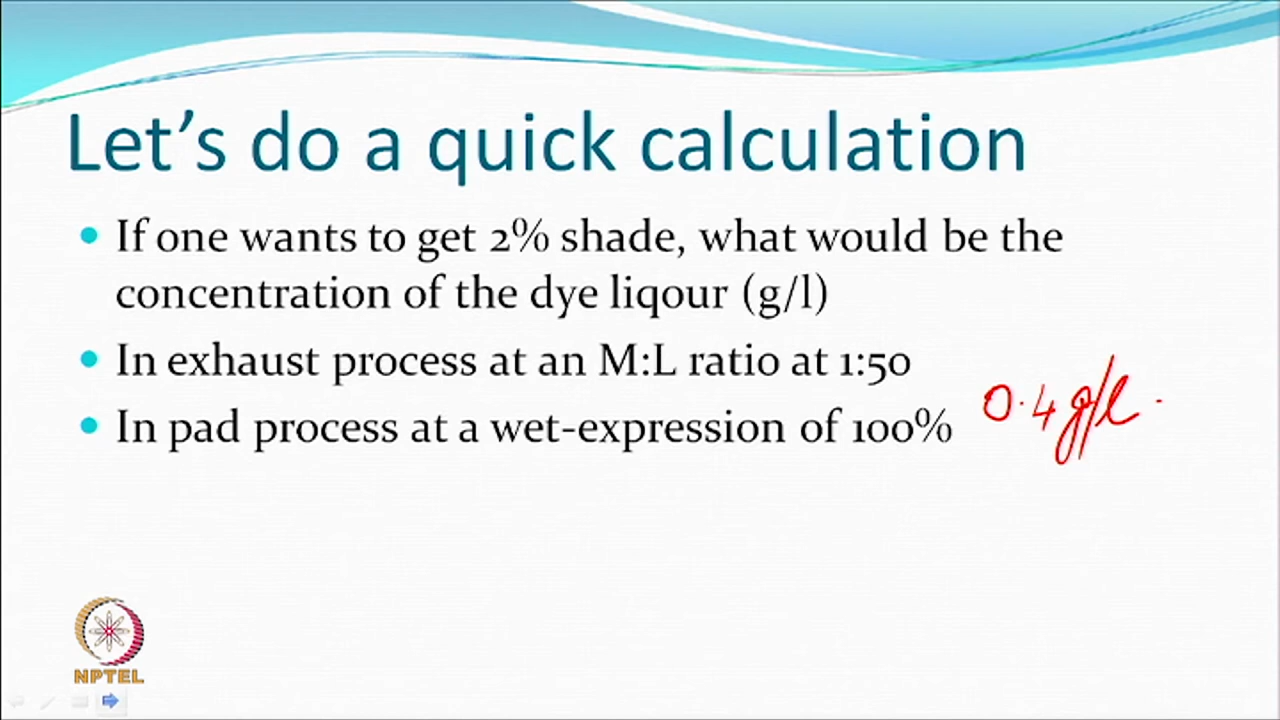 Let's do a quick calculation
• If one wants to get 2% shade, what would be the
concentration of the dye liqour (g/l)
• In exhaust process at an M:L ratio at 1:50
0.4 g/l.
• In pad process at a wet-expression of 100%
NPTEL